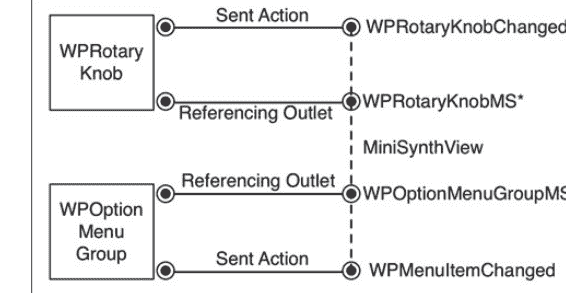 Sent Action
WPRotaryKnobChanged
WPRotary
Knob
WPRotaryKnobMS*
Referencing Outlet
MiniSynthView
Referencing Outlet
WPOptionMenuGroupMS
WPOption
Menu
Group
Sent Action
WPMenuItemChanged